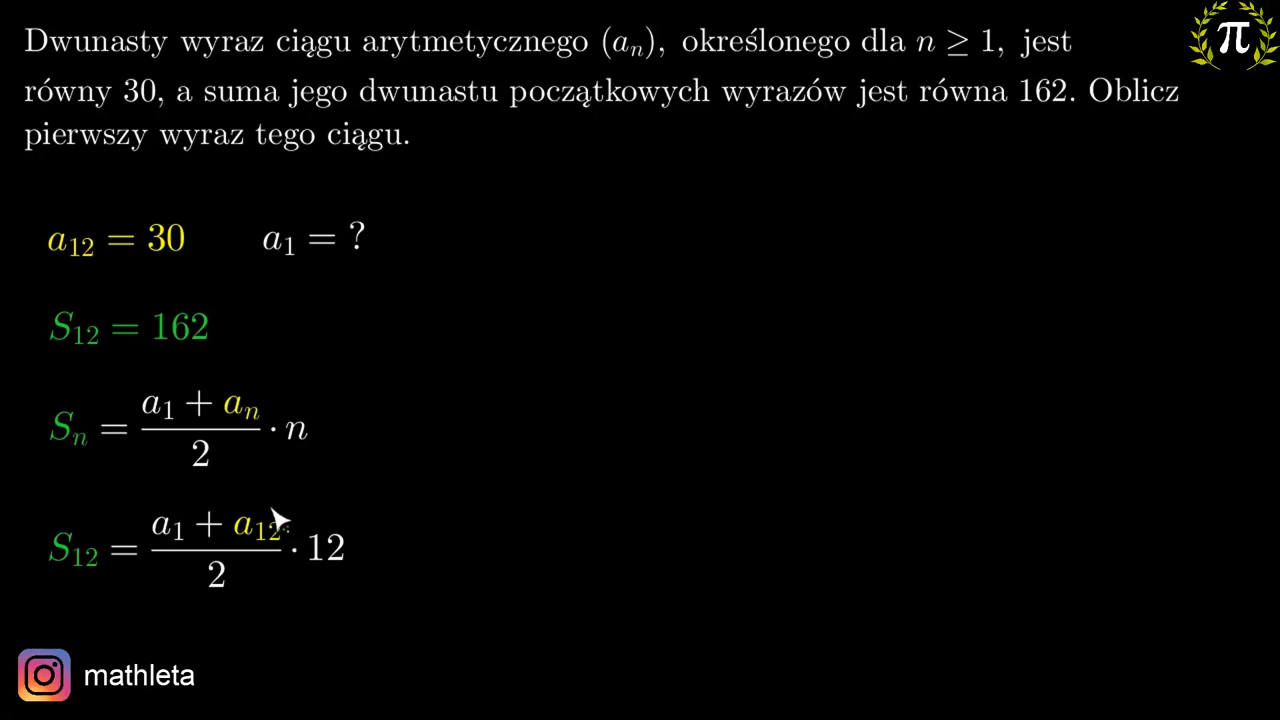 Dwunasty wyraz ciągu arytmetycznego (aₙ), określonego dla n ≥ 1, jest
równy 30, a suma jego dwunastu początkowych wyrazów jest równa 162. Oblicz
pierwszy wyraz tego ciągu.
π
a₁₂ = 30    a₁ = ?
S₁₂ = 162
Sₙ = (a₁ + aₙ)/2 · n
S₁₂ = (a₁ + a₁₂)/2 · 12
mathleta